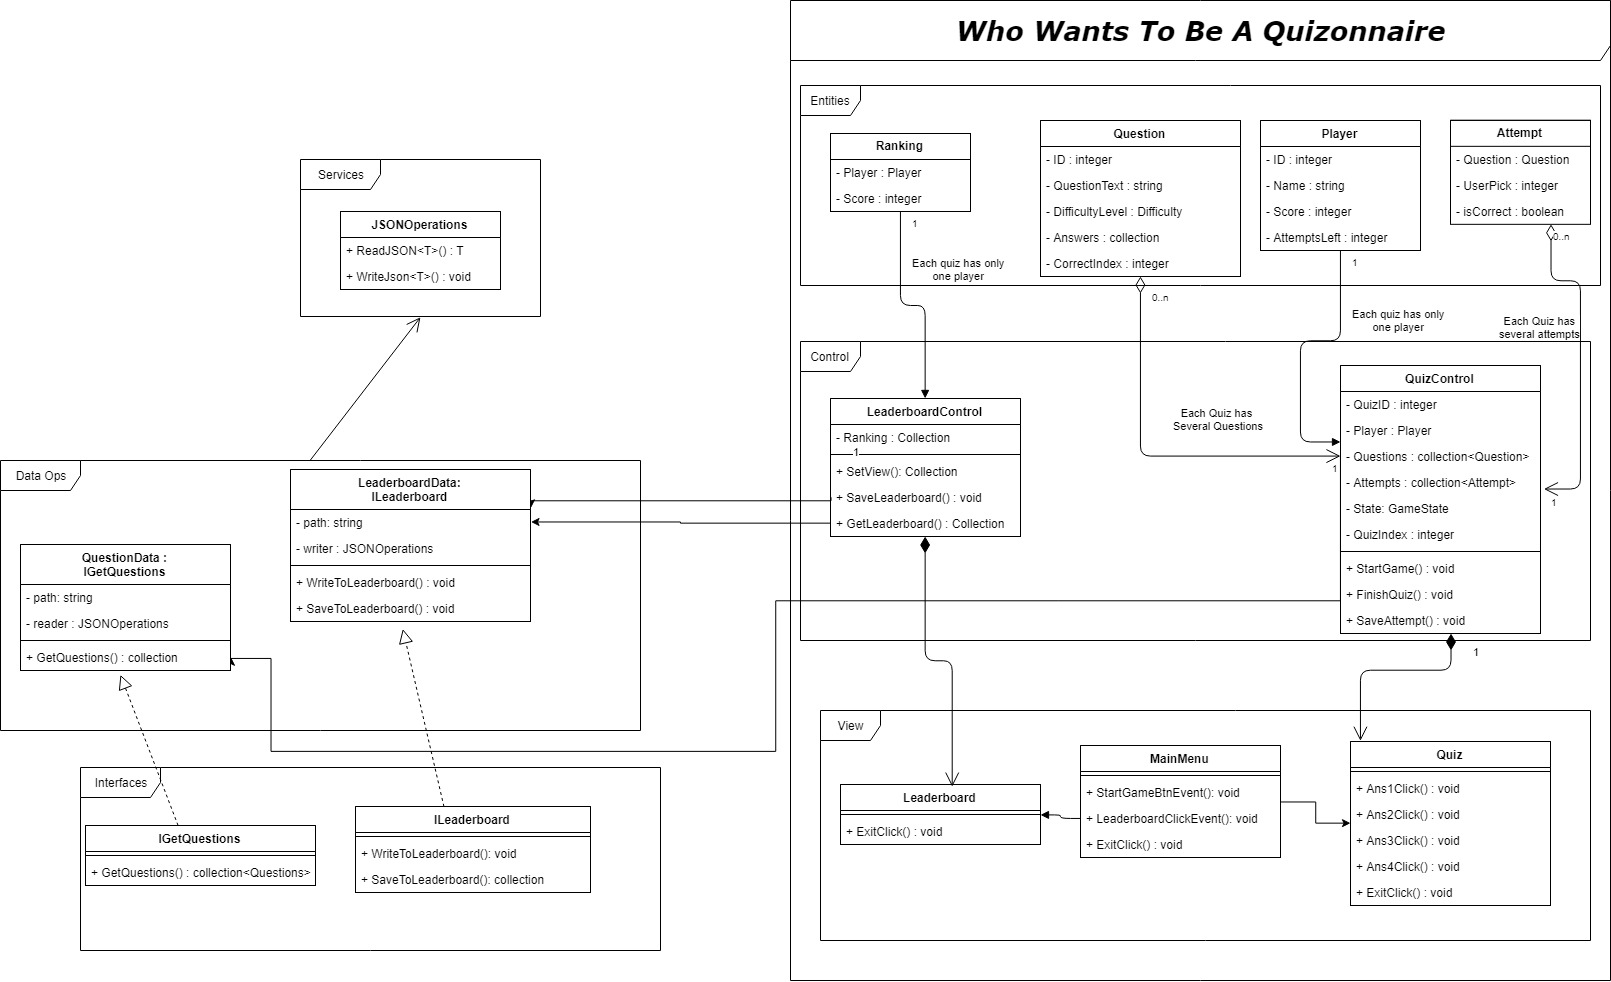 Who Wants To Be A Quizonnaire
Entities
Ranking
- Player : Player
- Score : integer
1
Each quiz has only
one player
Question
- ID : integer
- QuestionText : string
- DifficultyLevel : Difficulty
- Answers : collection
- CorrectIndex : integer
0..n
Player
- ID : integer
- Name : string
- Score : integer
- AttemptsLeft : integer
1
Each quiz has only
one player
Attempt
- Question : Question
- UserPick : integer
- isCorrect : boolean
0..n
Each Quiz has
several attempts
Services
JSONOperations
+ ReadJSON<T>() : T
+ WriteJson<T>() : void
Control
LeaderboardControl
- Ranking : Collection
1
+ SetView(): Collection
+ SaveLeaderboard() : void
+ GetLeaderboard() : Collection
Each Quiz has
Several Questions
1
QuizControl
- QuizID : integer
- Player : Player
- Questions : collection<Question>
- Attempts : collection<Attempt>
- State: GameState
- QuizIndex : integer
+ StartGame() : void
+ FinishQuiz() : void
+ SaveAttempt() : void
1
1
Data Ops
LeaderboardData:
ILeaderboard
- path: string
- writer : JSONOperations
+ WriteToLeaderboard() : void
+ SaveToLeaderboard() : void
QuestionData :
IGetQuestions
- path: string
- reader : JSONOperations
+ GetQuestions() : collection
Interfaces
IGetQuestions
+ GetQuestions() : collection<Questions>
ILeaderboard
+ WriteToLeaderboard(): void
+ SaveToLeaderboard(): collection
View
Leaderboard
+ ExitClick() : void
MainMenu
+ StartGameBtnEvent(): void
+ LeaderboardClickEvent(): void
+ ExitClick() : void
Quiz
+ Ans1Click() : void
+ Ans2Click() : void
+ Ans3Click() : void
+ Ans4Click() : void
+ ExitClick() : void